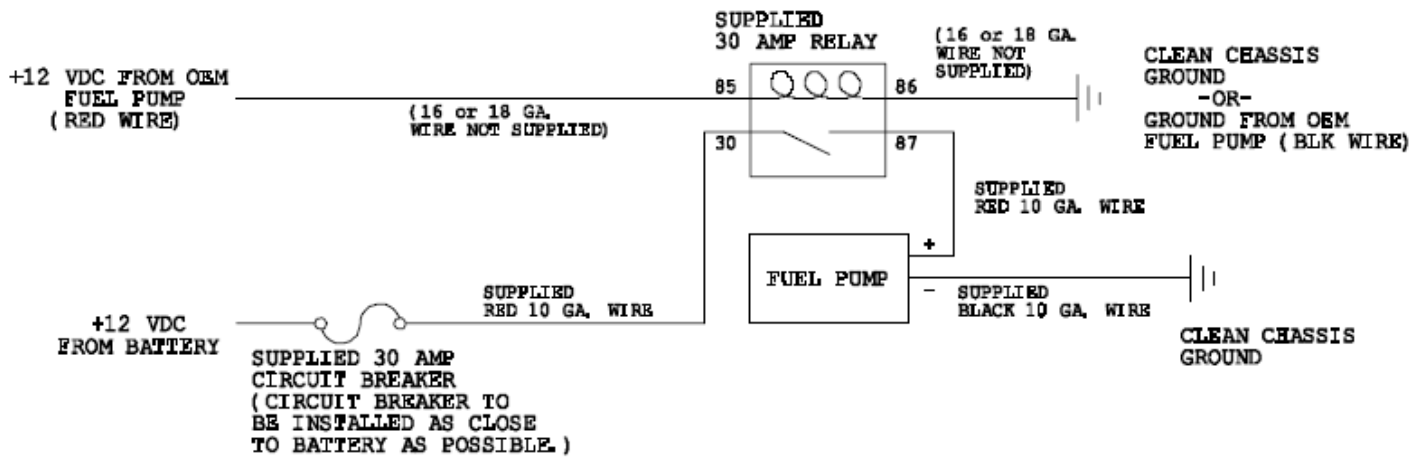 SUPPLIED
30 AMP RELAY
(16 or 18 GA.
WIRE NOT
SUPPLIED)
CLEAN CHASSIS
GROUND
-OR-
GROUND FROM OEM
FUEL PUMP (BLK WIRE)
+12 VDC FROM OEM
FUEL PUMP
(RED WIRE)
85
86
(16 or 18 GA.
WIRE NOT SUPPLIED)
30
87
SUPPLIED
RED 10 GA. WIRE
+
FUEL PUMP
-
SUPPLIED
BLACK 10 GA. WIRE
SUPPLIED
RED 10 GA. WIRE
+12 VDC
FROM BATTERY
CLEAN CHASSIS
GROUND
SUPPLIED 30 AMP
CIRCUIT BREAKER
(CIRCUIT BREAKER TO
BE INSTALLED AS CLOSE
TO BATTERY AS POSSIBLE.)